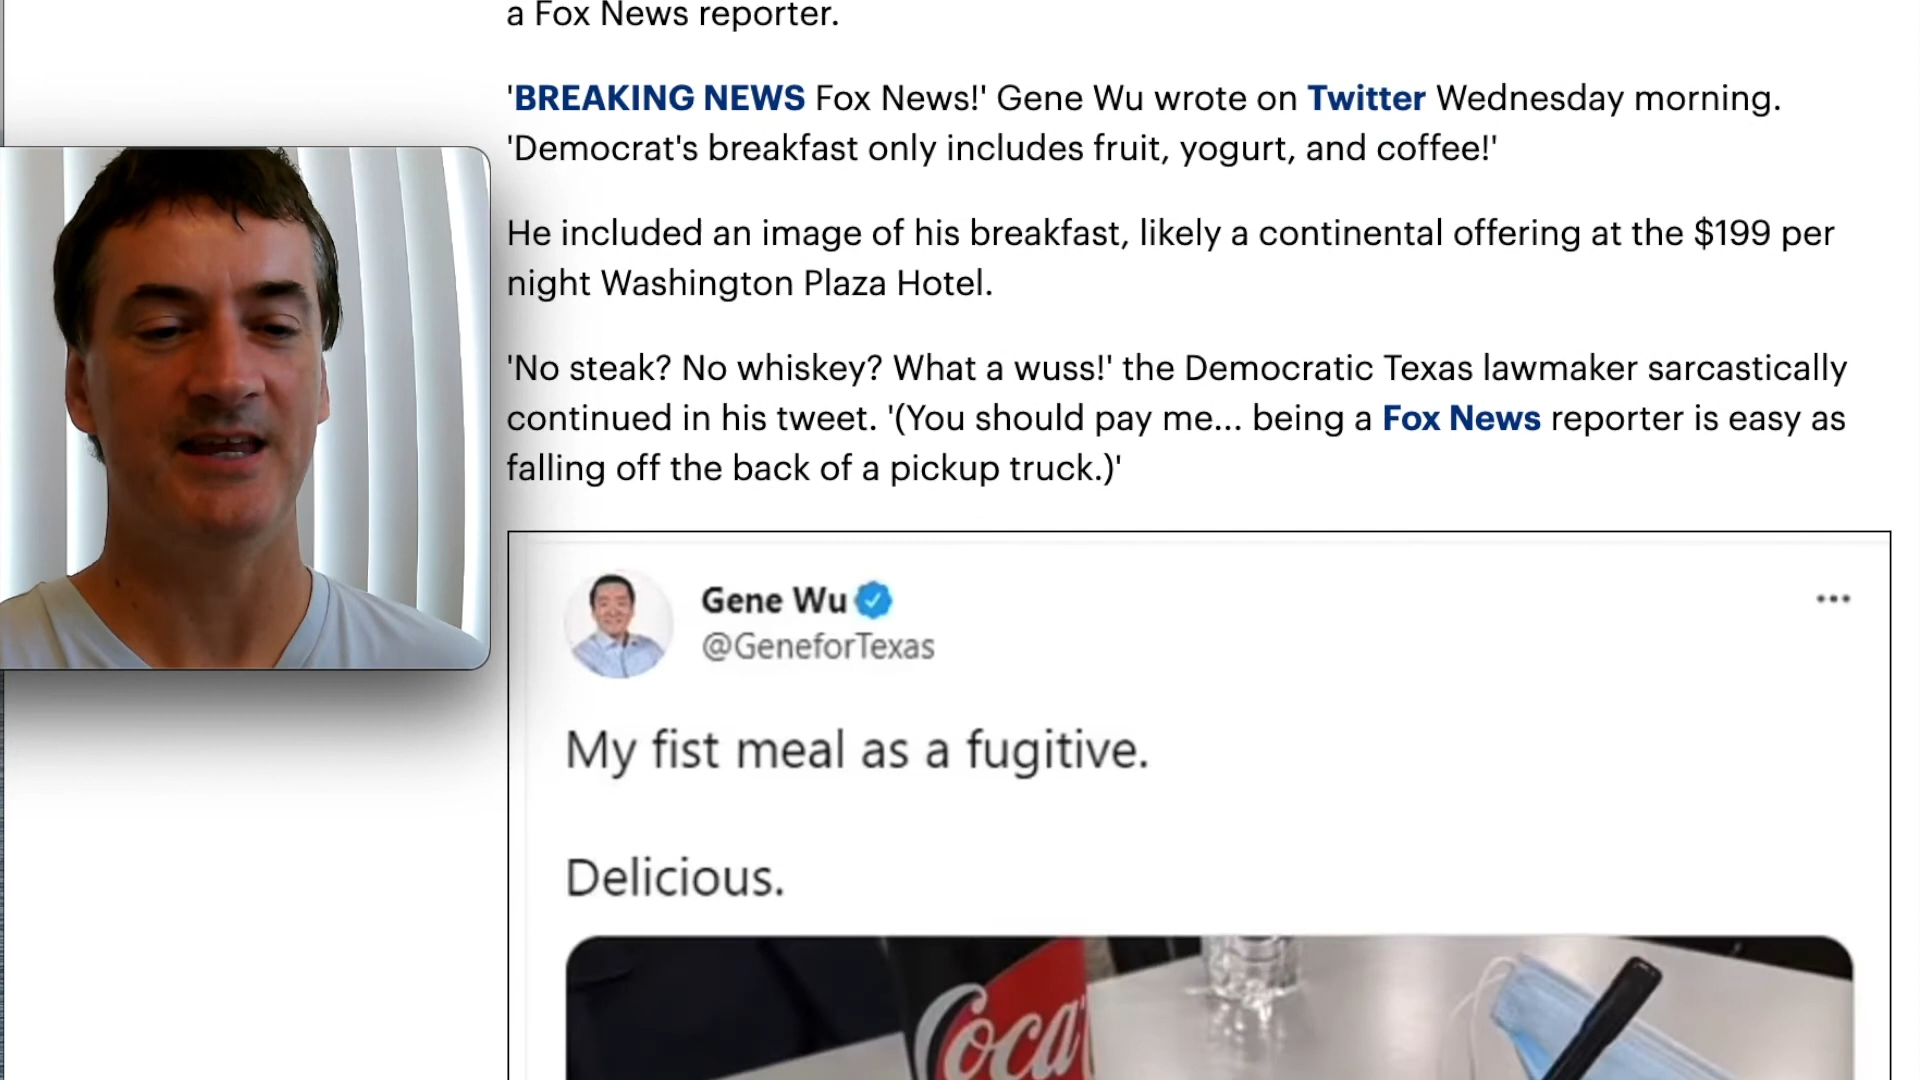 a Fox News reporter.
'BREAKING NEWS Fox News!' Gene Wu wrote on Twitter Wednesday morning.
'Democrat's breakfast only includes fruit, yogurt, and coffee!'
He included an image of his breakfast, likely a continental offering at the $199 per
night Washington Plaza Hotel.
'No steak? No whiskey? What a wuss!' the Democratic Texas lawmaker sarcastically
continued in his tweet. '(You should pay me... being a Fox News reporter is easy as
falling off the back of a pickup truck.)'
Gene Wu
@GeneforTexas
My fist meal as a fugitive.
Delicious.
Coca